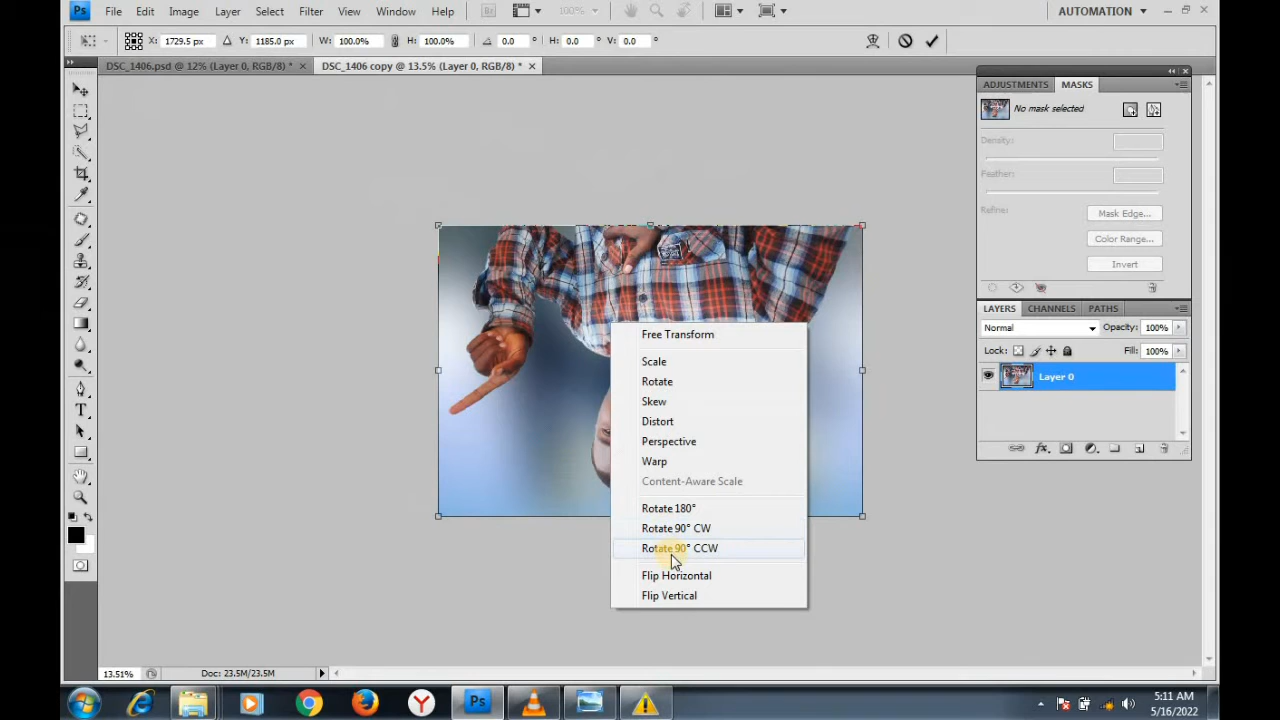 Ps File Edit Image Layer Select Filter View Window Help Br 100% AUTOMATION
X: 1729.5 px Y: 1185.0 px W: 100.0% H: 100.0% 0.0 ° H: 0.0 ° V: 0.0 °
DSC_1406.psd @ 12% (Layer 0, RGB/8) * × DSC_1406 copy @ 13.5% (Layer 0, RGB/8) * ×
ADJUSTMENTS MASKS
No mask selected
Density:
Feather:
Refine:
Mask Edge...
Color Range...
Invert
LAYERS CHANNELS PATHS
Normal Opacity: 100%
Lock: Fill: 100%
Layer 0
Free Transform
Scale
Rotate
Skew
Distort
Perspective
Warp
Content-Aware Scale
Rotate 180°
Rotate 90° CW
Rotate 90° CCW
Flip Horizontal
Flip Vertical
13.51% Doc: 23.5M/23.5M
Ps
5:11 AM
5/16/2022